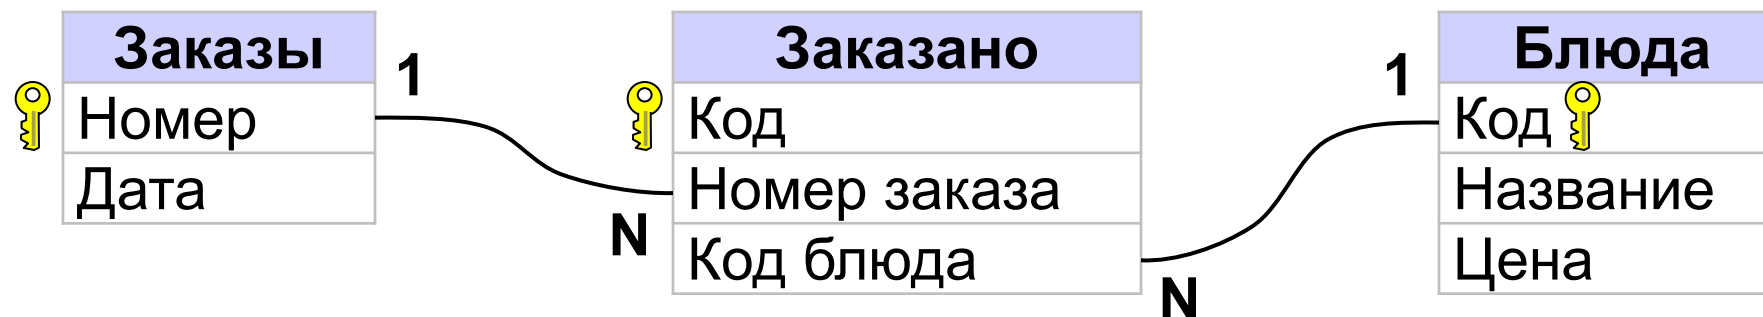 Заказы
Номер
Дата
1
N
Заказано
Код
Номер заказа
Код блюда
N
1
Блюда
Код
Название
Цена